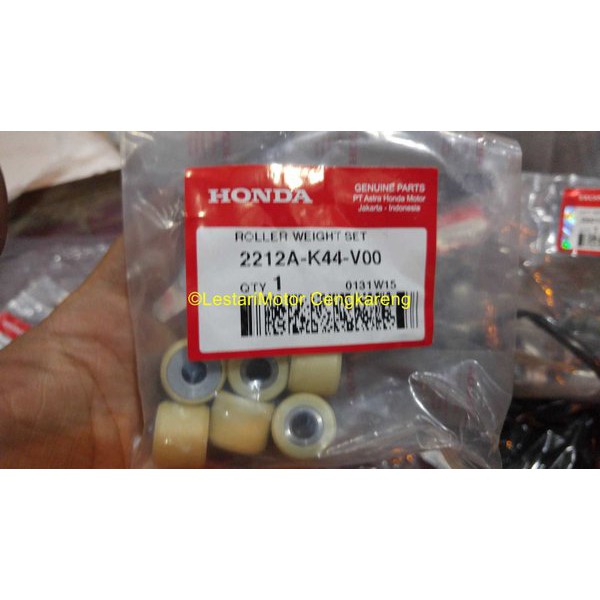 HONDA
GENUINE PARTS
PT Astra Honda Motor
Jakarta - Indonesia
ROLLER WEIGHT SET
2212A-K44-V00
QTY 1 0131W15
©LestariMotor Cengkareng